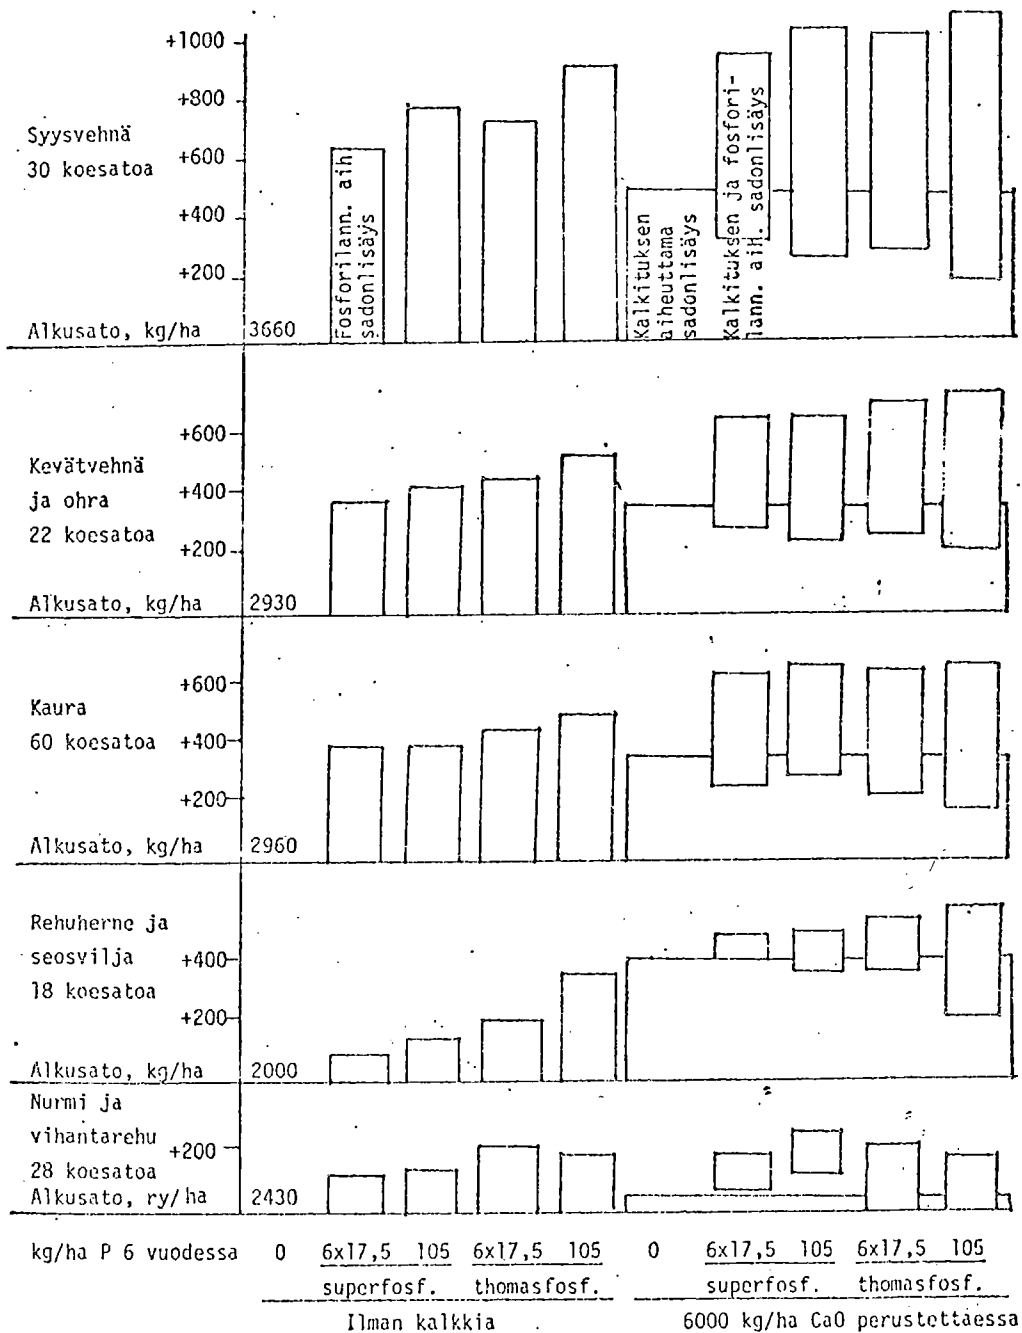 +1000
+800
Syysvehnä
+600
30 koesatoa
+400
+200
Alkusato, kg/ha 3660
Fosforilann. aih.
sadonlisäys
Kalkituksen
aiheuttama
sadonlisäys
Kalkituksen ja fosfori-
lann. aih. sadonlisäys
+600
Kevätvehnä
ja ohra
+400
22 koesatoa
+200
Alkusato, kg/ha 2930
+600
Kaura
60 koesatoa +400
+200
Alkusato, kg/ha 2960
Rehuherne ja
seosvilja +400
18 koesatoa
+200
Alkusato, kg/ha 2000
Nurmi ja
vihantarehu +200
28 koesatoa
Alkusato, ry/ha 2430
kg/ha P 6 vuodessa 0 6x17,5 105 6x17,5 105 0 6x17,5 105 6x17,5 105
superfosf. thomasfosf. superfosf. thomasfosf.
Ilman kalkkia 6000 kg/ha CaO perustettaessa